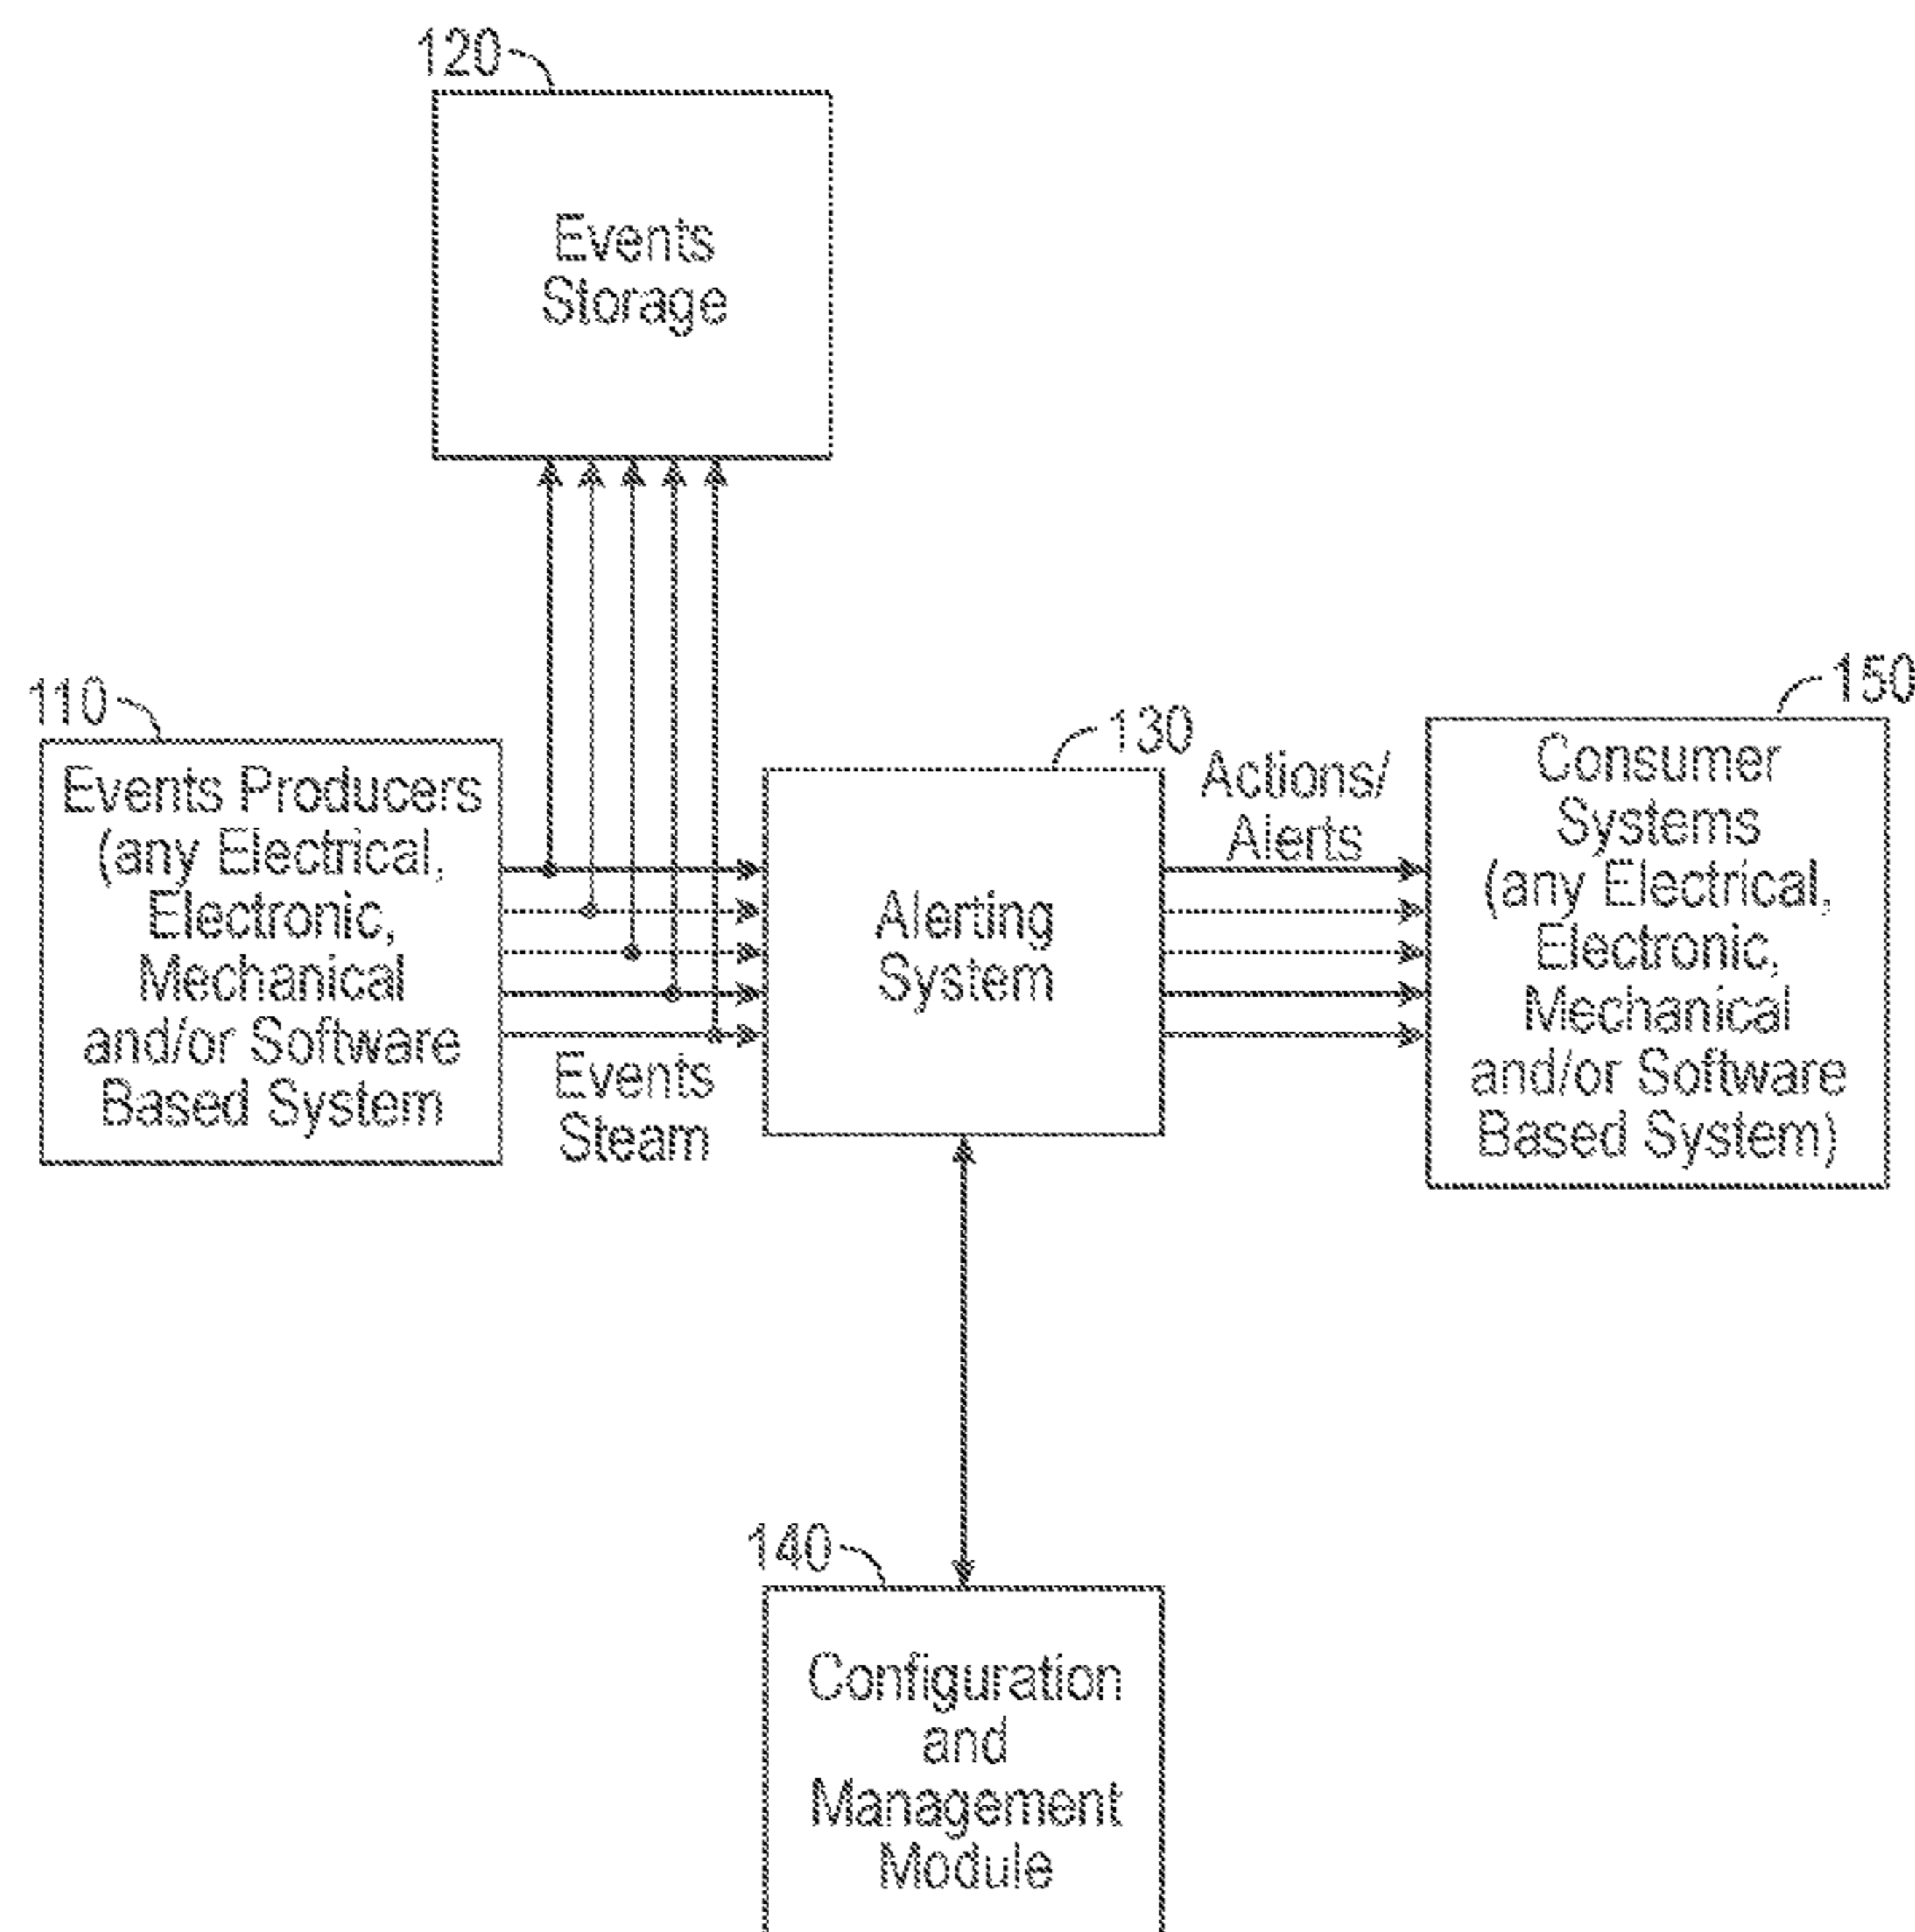 120
Events
Storage
110
Events Producers
(any Electrical,
Electronic,
Mechanical
and/or Software
Based System
Events
Steam
130
Alerting
System
Actions/
Alerts
150
Consumer
Systems
(any Electrical,
Electronic,
Mechanical
and/or Software
Based System)
140
Configuration
and
Management
Module